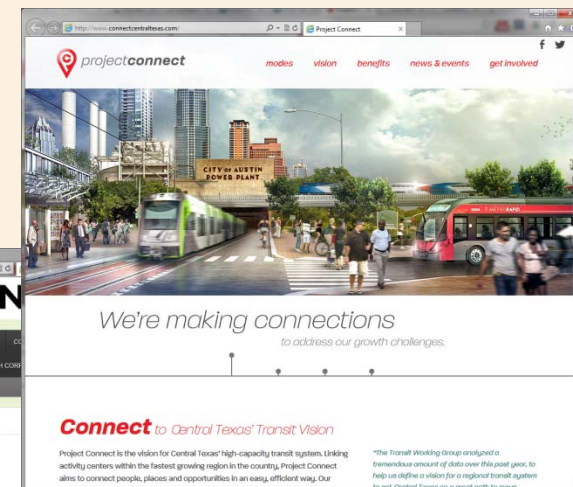 http://www.connectcentraltexas.com/
Project Connect
projectconnect
modes vision benefits news & events get involved
CITY OF AUSTIN
POWER PLANT
We're making connections
to address our growth challenges.
Connect to Central Texas' Transit Vision
Project Connect is the vision for Central Texas' high-capacity transit system. Linking
activity centers within the fastest growing region in the country, Project Connect
aims to connect people, places and opportunities in an easy, efficient way. Our
"The Transit Working Group analyzed a
tremendous amount of data over this past year, to
help us define a vision for a regional transit system